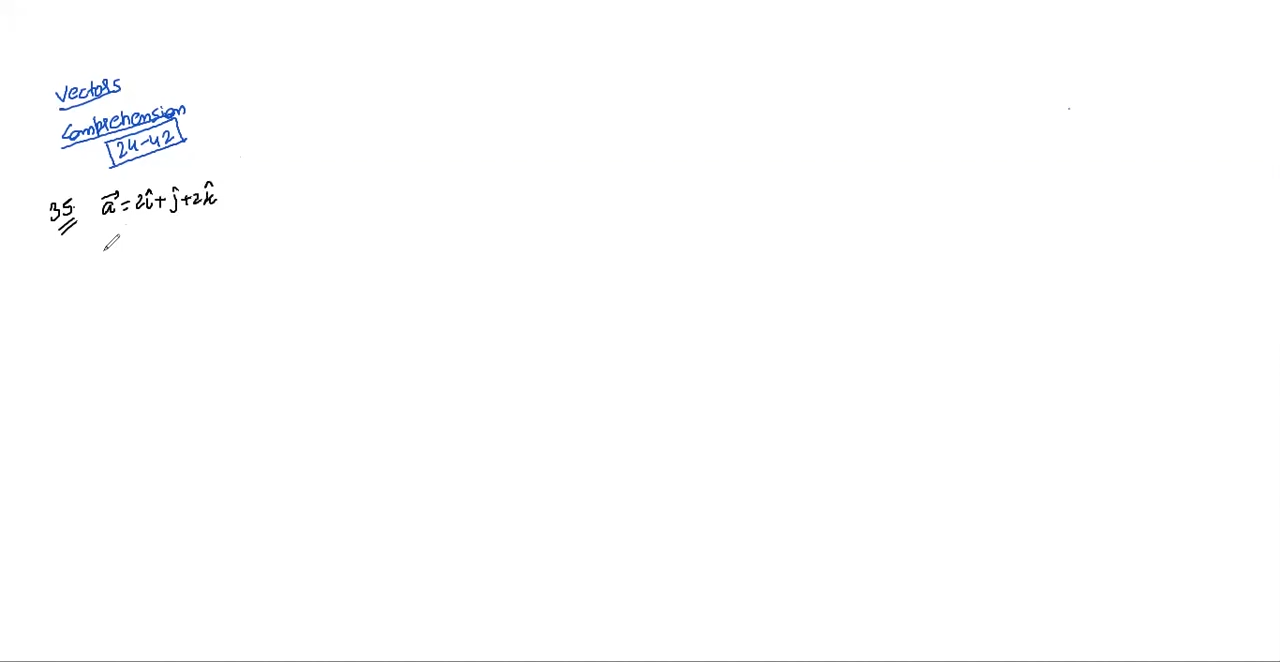 Vectors
Comprehension
24-42
35. a⃗ = 2î + ĵ + 2k̂